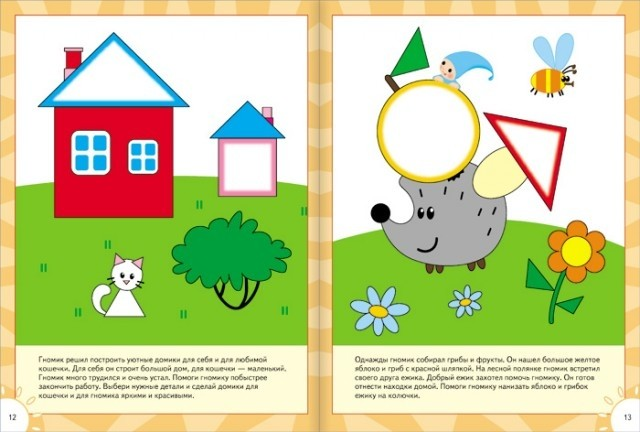 Гномик решил построить уютные домики для себя и для любимой
кошечки. Для себя он строит большой дом, для кошечки — маленький.
Гномик много трудился и очень устал. Помоги гномику побыстрее
закончить работу. Выбери нужные детали и сделай домики для
кошечки и для гномика яркими и красивыми.
12
Однажды гномик собирал грибы и фрукты. Он нашел большое желтое
яблоко и гриб с красной шляпкой. На лесной полянке гномик встретил
своего друга ежика. Добрый ежик захотел помочь гномику. Он готов
отнести находки домой. Помоги гномику нанизать яблоко и грибок
ежику на колючки.
13